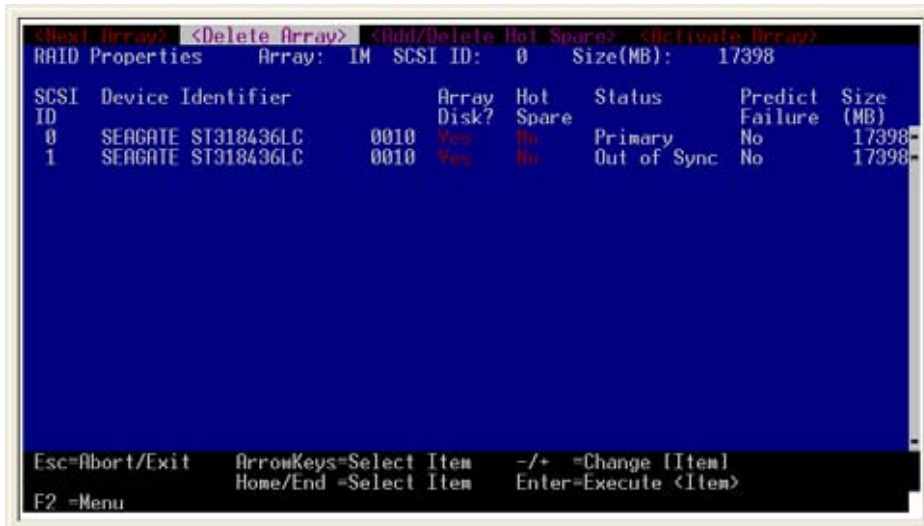 <Next Array> <Delete Array> <Add/Delete Hot Spare> <Activate Array>
RAID Properties Array: IM SCSI ID: 0 Size(MB): 17398
SCSI Device Identifier Array Hot Status Predict Size
ID Disk? Spare Failure (MB)
0 SEAGATE ST318436LC 0010 Yes No Primary No 17398
1 SEAGATE ST318436LC 0010 Yes No Out of Sync No 17398
Esc=Abort/Exit ArrowKeys=Select Item -/+ =Change [Item]
Home/End =Select Item Enter=Execute <Item>
F2 =Menu